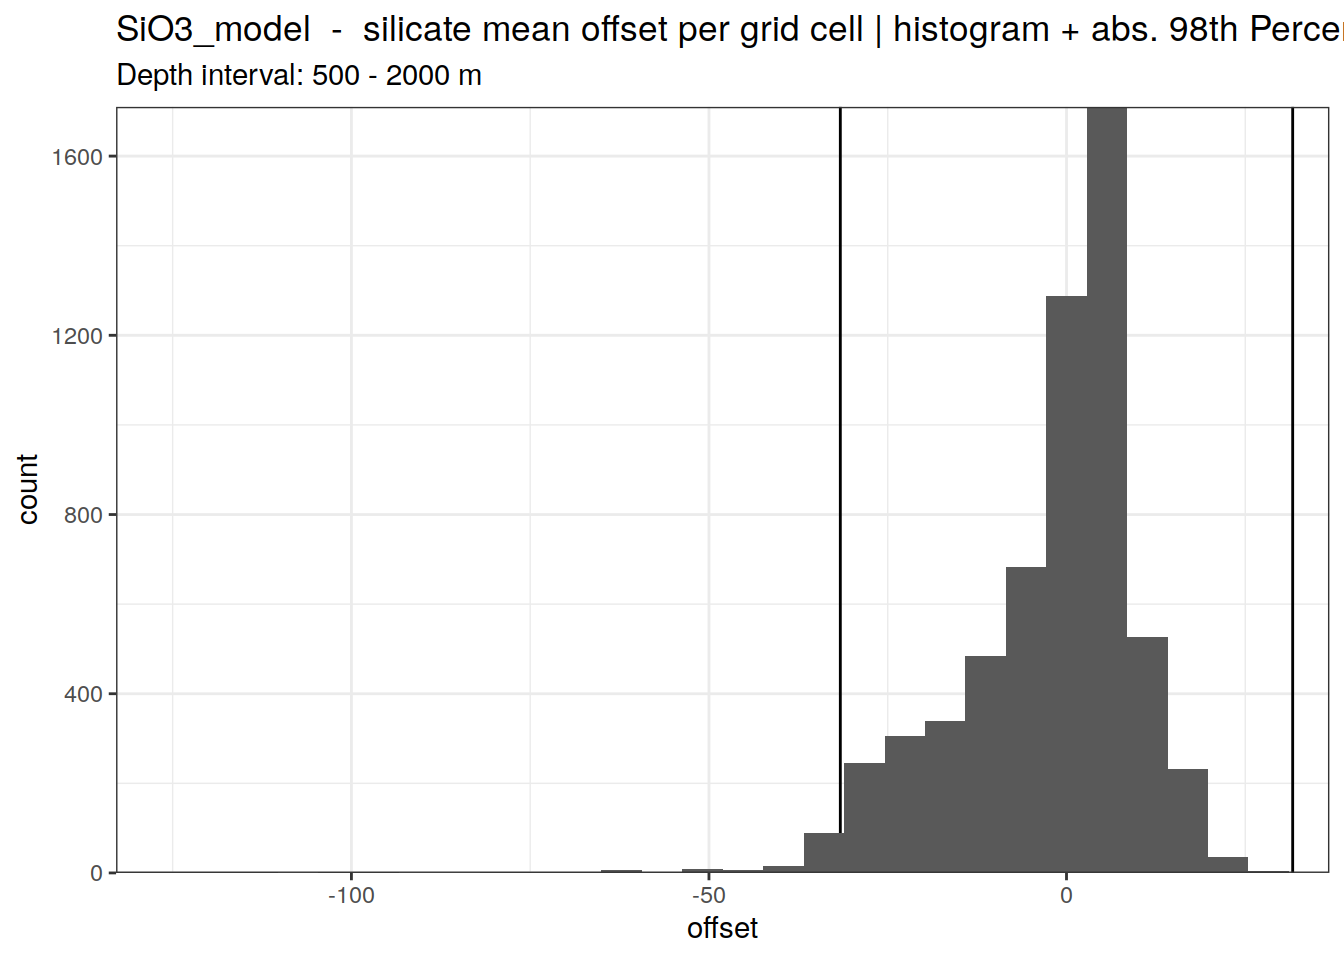 SiO3_model - silicate mean offset per grid cell | histogram + abs. 98th
Depth interval: 500 - 2000 m
1600
1200
800
400
0
count
-100
-50
0
offset